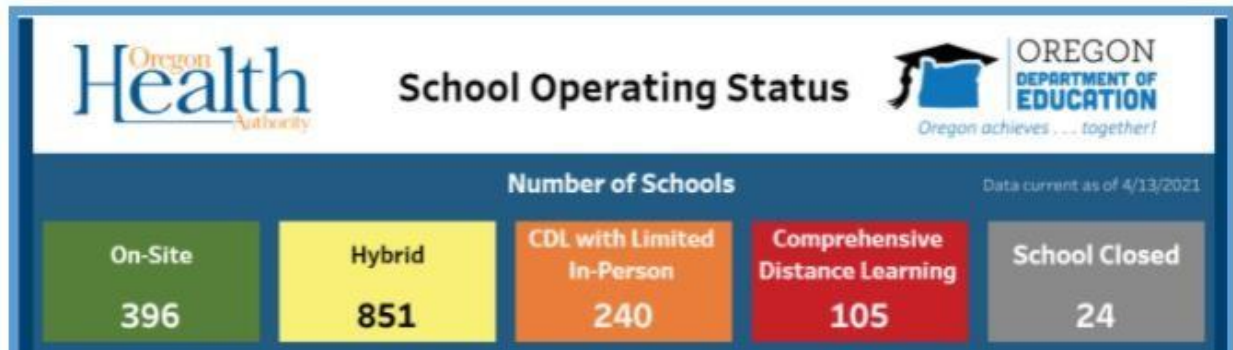 Oregon
Health
Authority
School Operating Status
OREGON
DEPARTMENT OF
EDUCATION
Oregon achieves . . . together!
Number of Schools
Data current as of 4/13/2021
On-Site
396
Hybrid
851
CDL with Limited
In-Person
240
Comprehensive
Distance Learning
105
School Closed
24